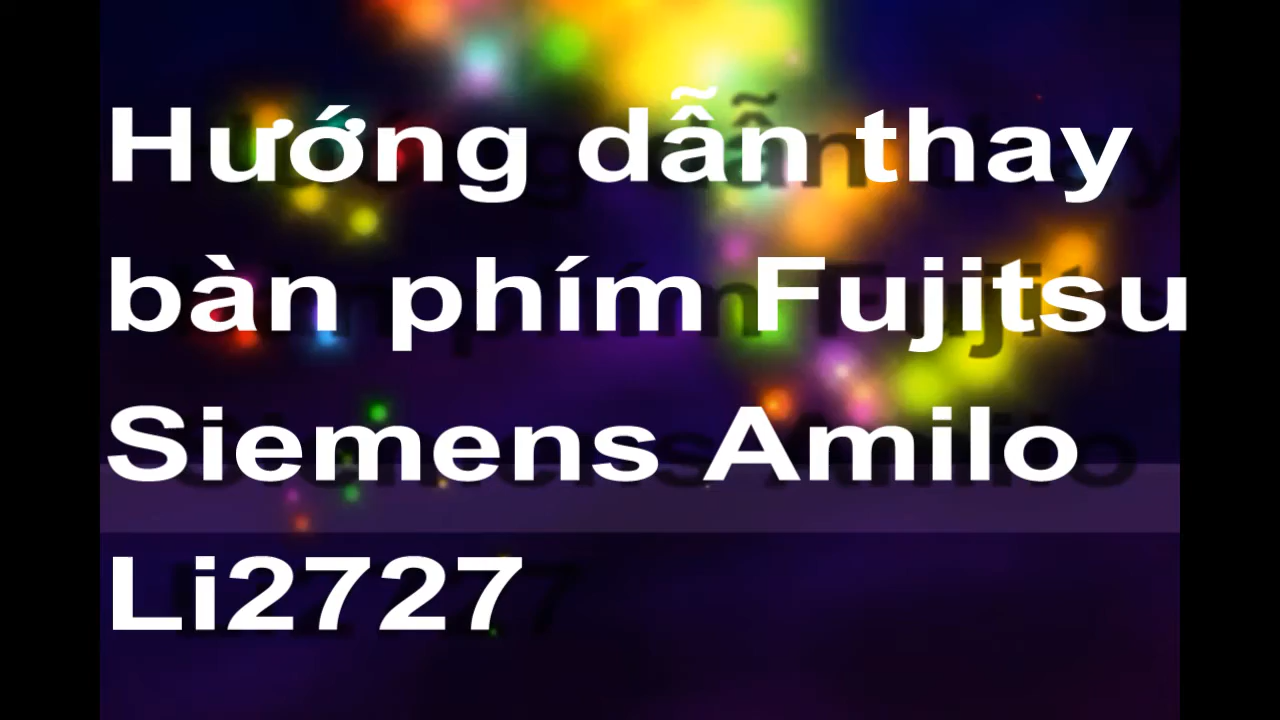 Hướng dẫn thay
bàn phím Fujitsu
Siemens Amilo
Li2727